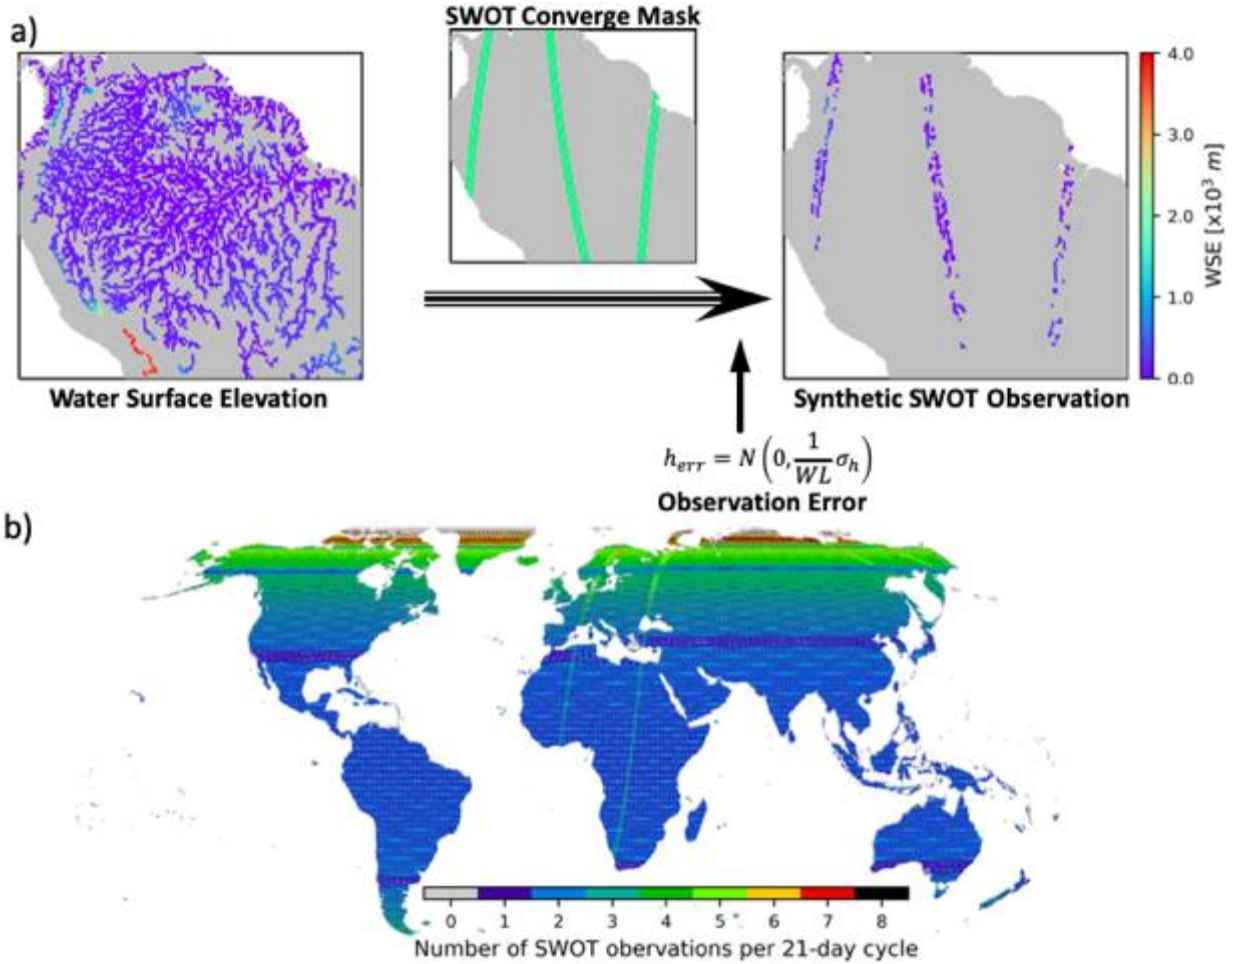 a)
SWOT Converge Mask
4.0
3.0
2.0
1.0
0.0
WSE [x10³ m]
Water Surface Elevation
Synthetic SWOT Observation
h_err = N(0, 1/WL σ_h)
Observation Error
b)
0 1 2 3 4 5 6 7 8
Number of SWOT obervations per 21-day cycle